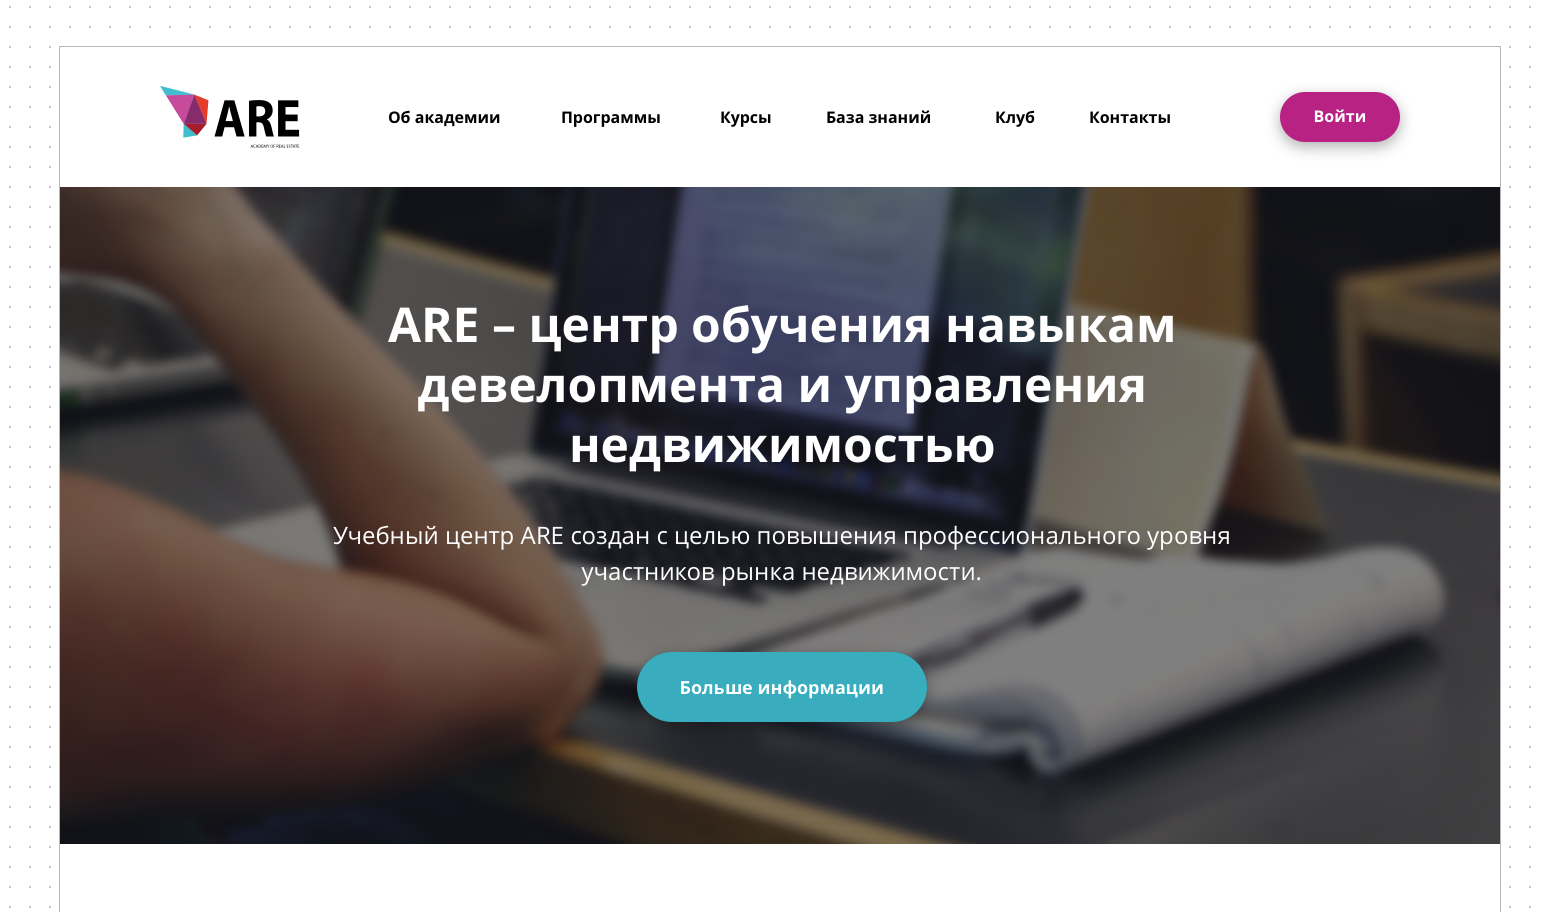 ARE
ACADEMY OF REAL ESTATE
Об академии Программы Курсы База знаний Клуб Контакты Войти
ARE – центр обучения навыкам
девелопмента и управления
недвижимостью
Учебный центр ARE создан с целью повышения профессионального уровня
участников рынка недвижимости.
Больше информации